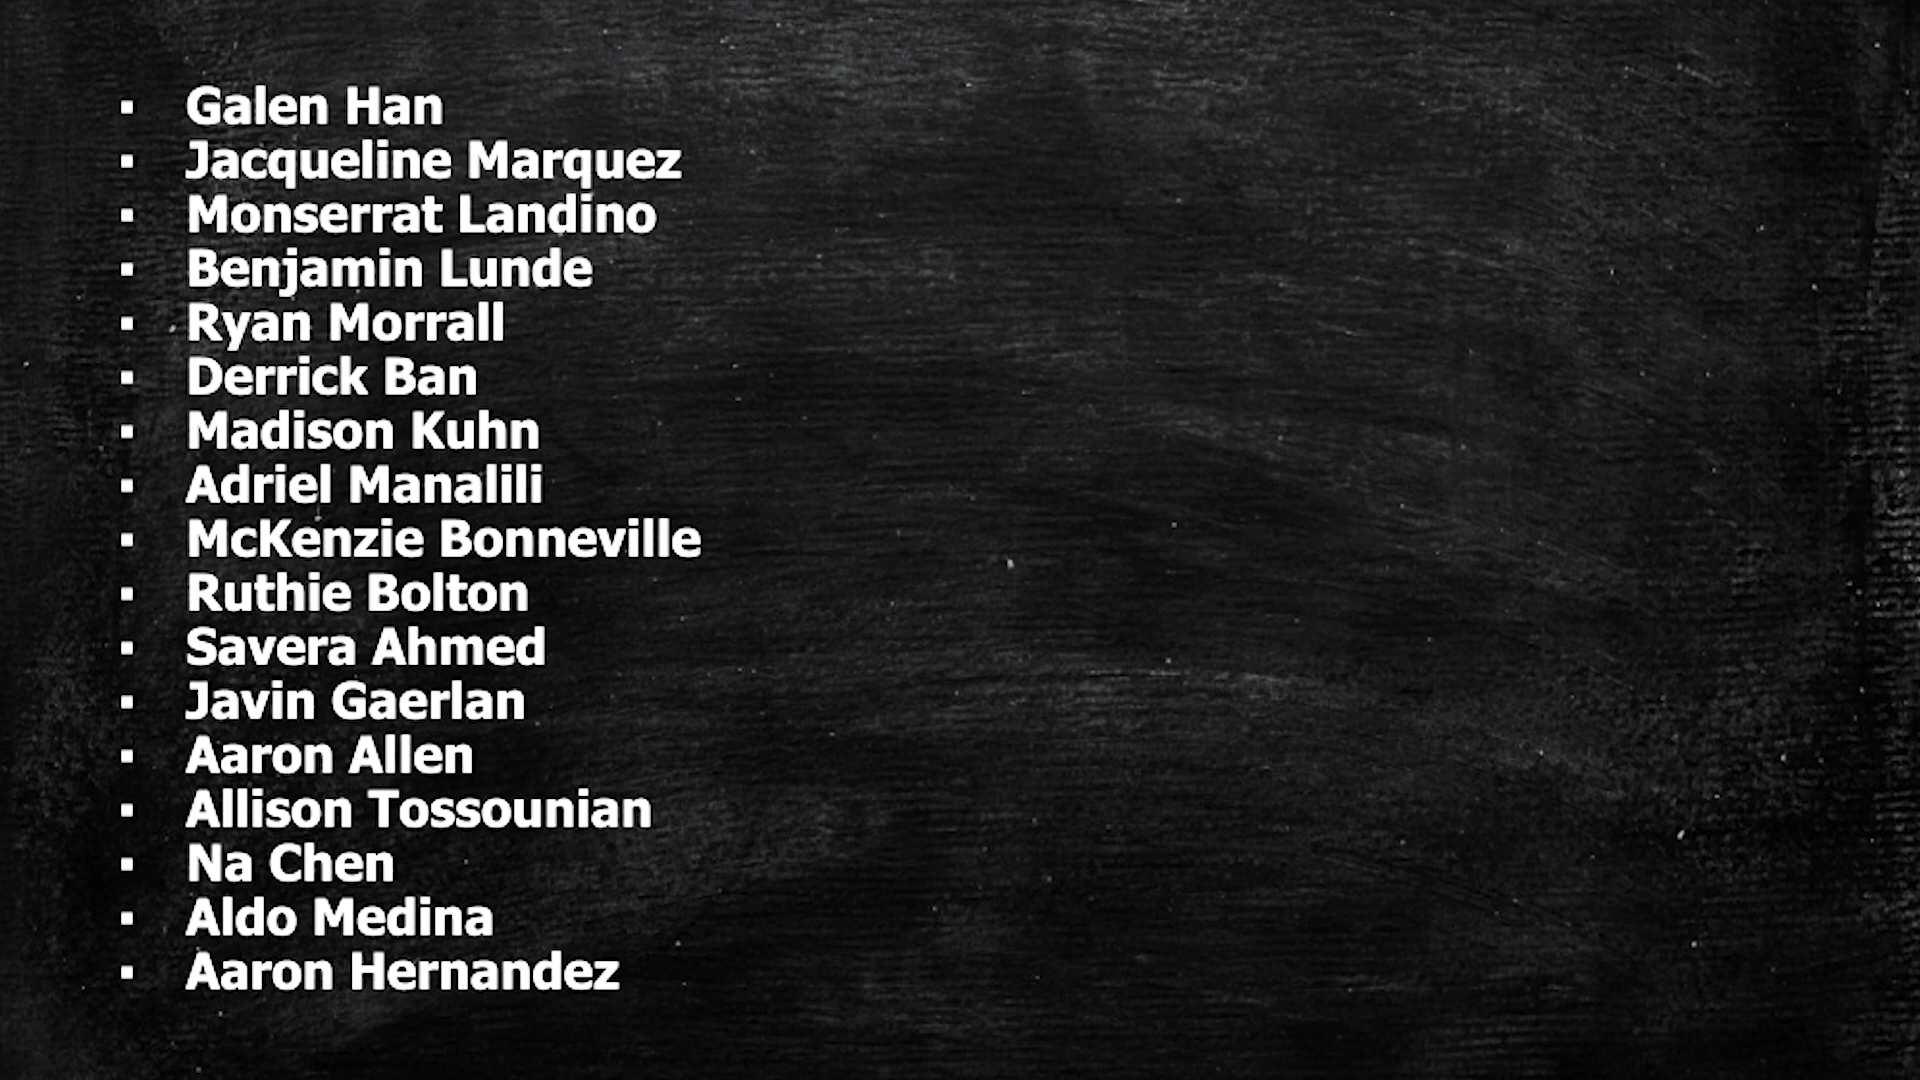 ▪ Galen Han
▪ Jacqueline Marquez
▪ Monserrat Landino
▪ Benjamin Lunde
▪ Ryan Morrall
▪ Derrick Ban
▪ Madison Kuhn
▪ Adriel Manalili
▪ McKenzie Bonneville
▪ Ruthie Bolton
▪ Savera Ahmed
▪ Javin Gaerlan
▪ Aaron Allen
▪ Allison Tossounian
▪ Na Chen
▪ Aldo Medina
▪ Aaron Hernandez